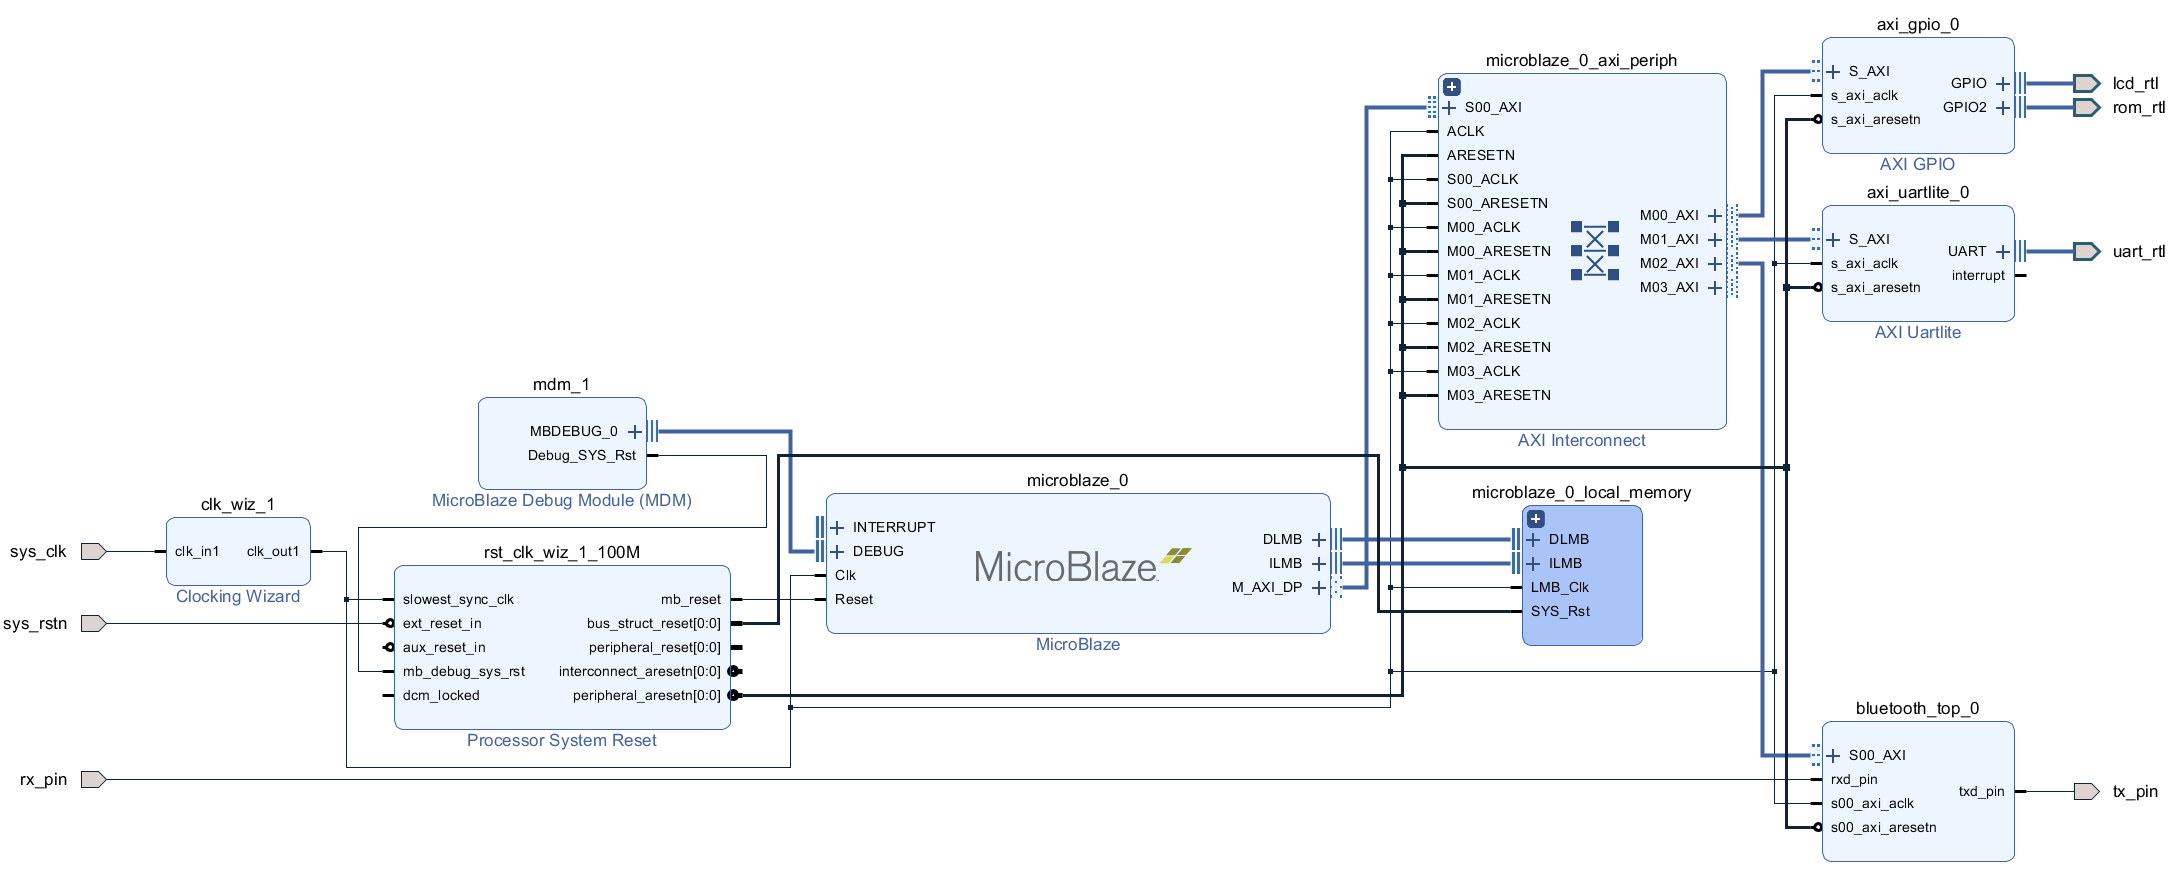 axi_gpio_0
S_AXI
s_axi_aclk
s_axi_aresetn
GPIO
GPIO2
AXI GPIO
lcd_rtl
rom_rtl
microblaze_0_axi_periph
S00_AXI
ACLK
ARESETN
S00_ACLK
S00_ARESETN
M00_ACLK
M00_ARESETN
M01_ACLK
M01_ARESETN
M02_ACLK
M02_ARESETN
M03_ACLK
M03_ARESETN
M00_AXI
M01_AXI
M02_AXI
M03_AXI
AXI Interconnect
axi_uartlite_0
S_AXI
s_axi_aclk
s_axi_aresetn
UART
interrupt
AXI Uartlite
uart_rtl
mdm_1
MBDEBUG_0
Debug_SYS_Rst
MicroBlaze Debug Module (MDM)
microblaze_0
INTERRUPT
DEBUG
Clk
Reset
MicroBlaze
DLMB
ILMB
M_AXI_DP
MicroBlaze
microblaze_0_local_memory
DLMB
ILMB
LMB_Clk
SYS_Rst
sys_clk
clk_wiz_1
clk_in1
clk_out1
Clocking Wizard
sys_rstn
rst_clk_wiz_1_100M
slowest_sync_clk
ext_reset_in
aux_reset_in
mb_debug_sys_rst
dcm_locked
mb_reset
bus_struct_reset[0:0]
peripheral_reset[0:0]
interconnect_aresetn[0:0]
peripheral_aresetn[0:0]
Processor System Reset
rx_pin
bluetooth_top_0
S00_AXI
rxd_pin
s00_axi_aclk
s00_axi_aresetn
txd_pin
tx_pin